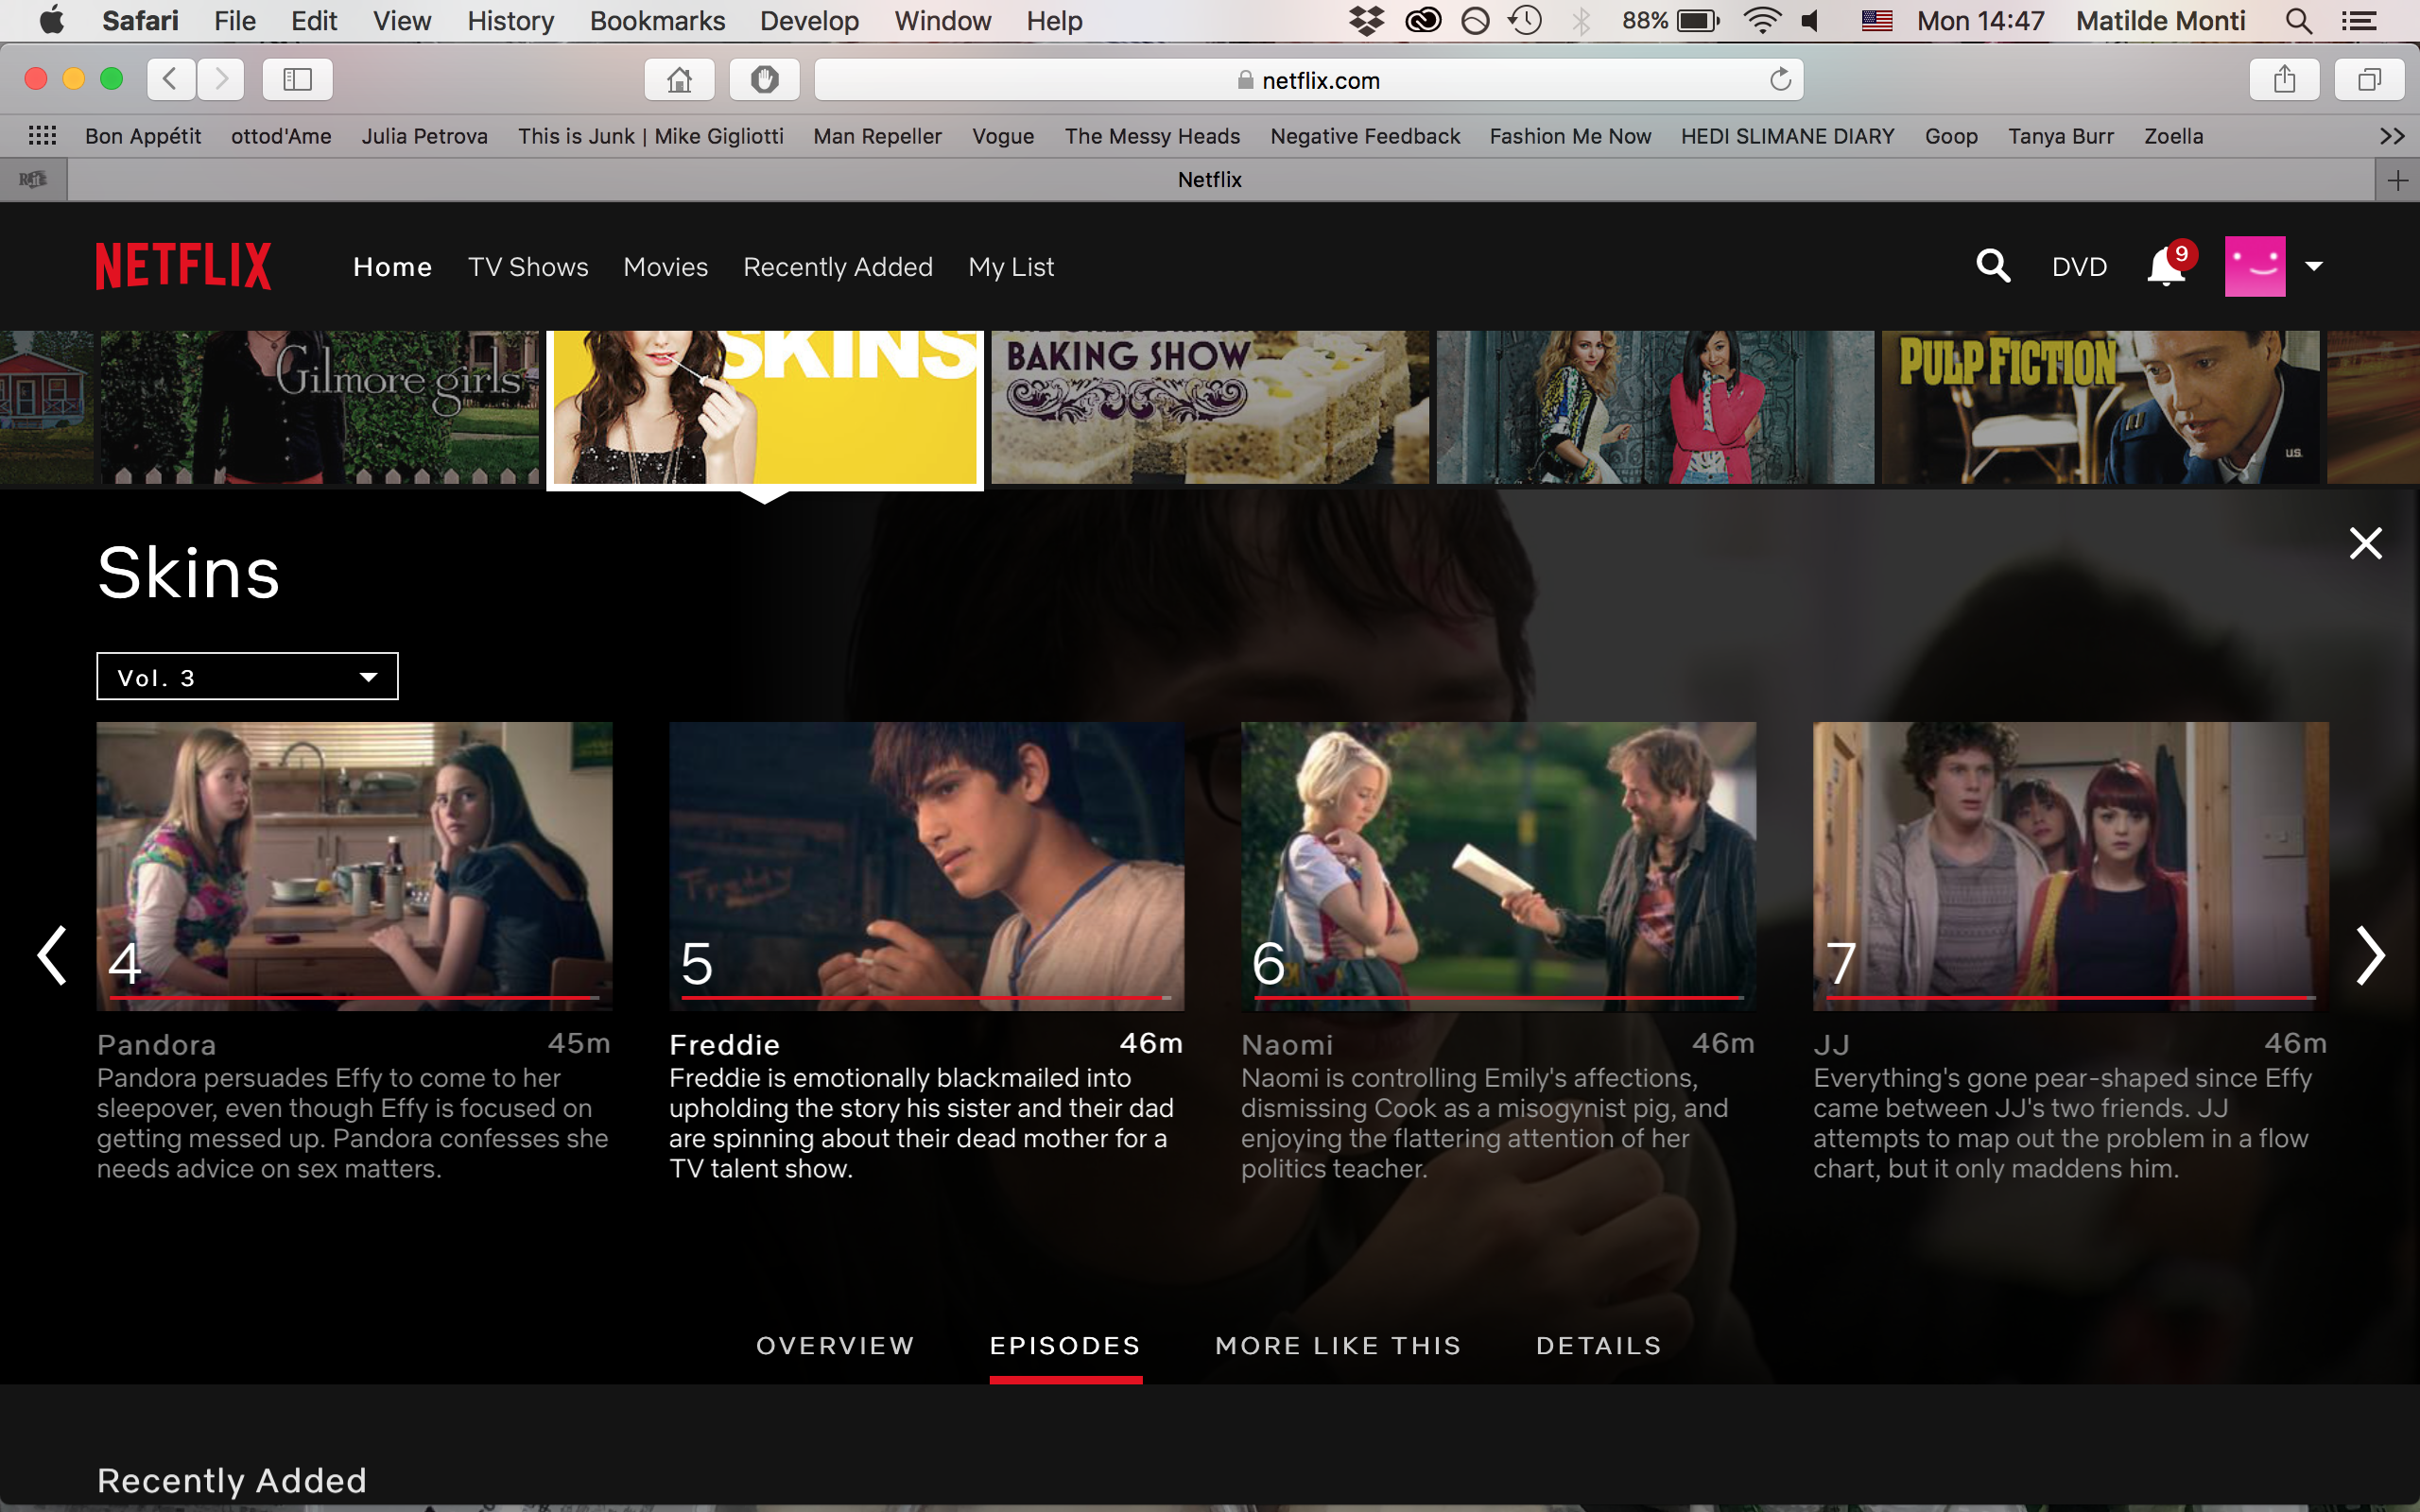 Safari File Edit View History Bookmarks Develop Window Help 88% Mon 14:47 Matilde Monti
netflix.com
Bon Appétit ottod'Ame Julia Petrova This is Junk | Mike Gigliotti Man Repeller Vogue The Messy Heads Negative Feedback Fashion Me Now HEDI SLIMANE DIARY Goop Tanya Burr Zoella
Netflix
NETFLIX Home TV Shows Movies Recently Added My List DVD 9
Gilmore girls
SKINS
BAKING SHOW
PULP FICTION
U.S.
Skins
Vol. 3
4
5
6
7
Pandora 45m
Pandora persuades Effy to come to her
sleepover, even though Effy is focused on
getting messed up. Pandora confesses she
needs advice on sex matters.
Freddie 46m
Freddie is emotionally blackmailed into
upholding the story his sister and their dad
are spinning about their dead mother for a
TV talent show.
Naomi 46m
Naomi is controlling Emily's affections,
dismissing Cook as a misogynist pig, and
enjoying the flattering attention of her
politics teacher.
JJ 46m
Everything's gone pear-shaped since Effy
came between JJ's two friends. JJ
attempts to map out the problem in a flow
chart, but it only maddens him.
OVERVIEW EPISODES MORE LIKE THIS DETAILS
Recently Added